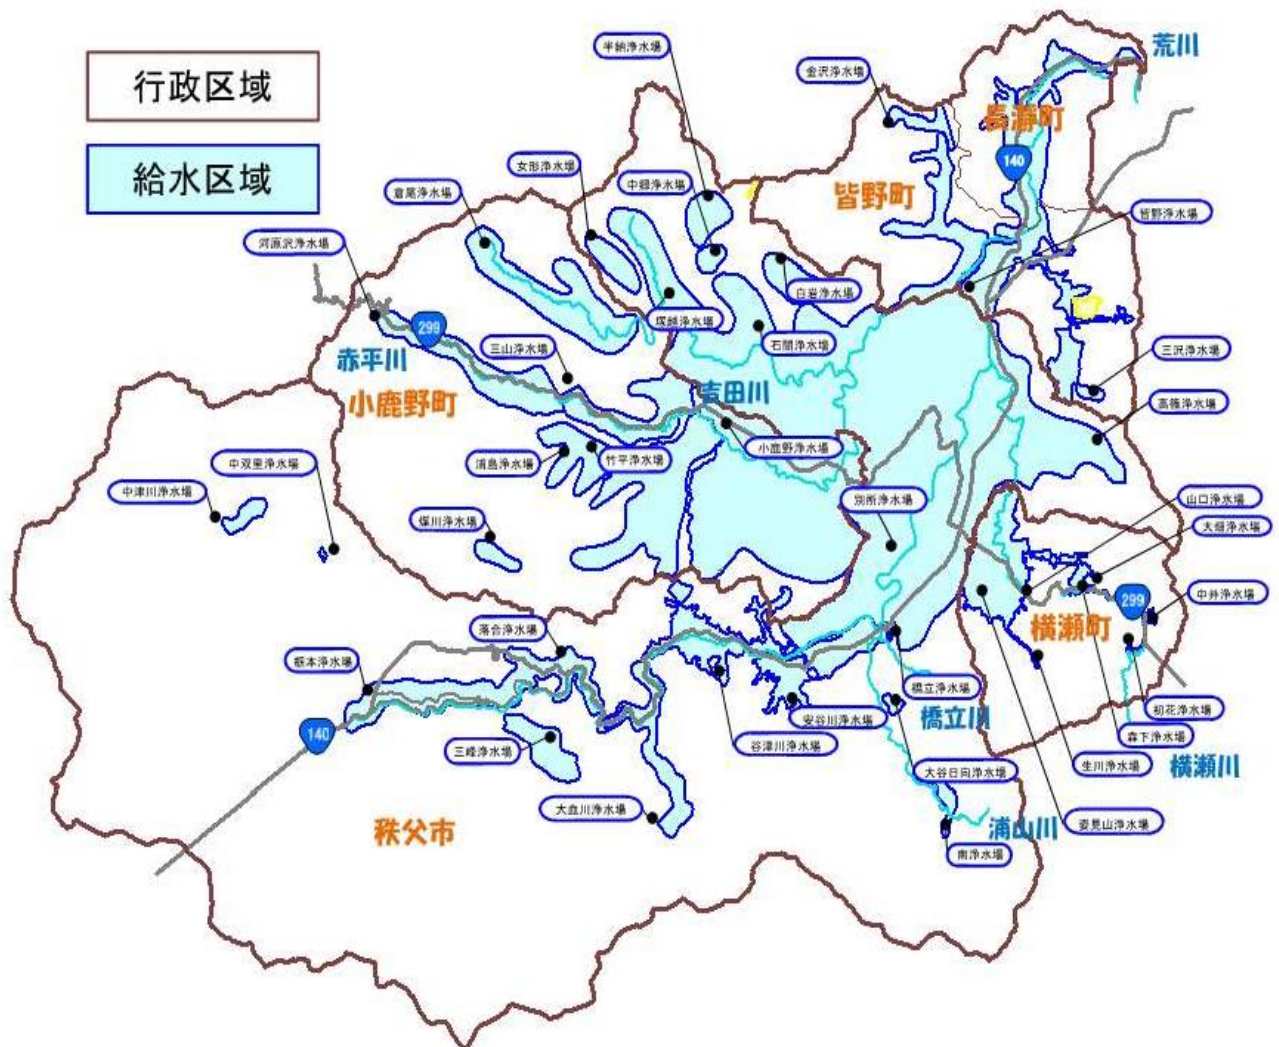 行政区域
給水区域
荒川
半納浄水場
金沢浄水場
長瀞町
140
女形浄水場
中郷浄水場
皆野町
倉尾浄水場
皆野浄水場
河原沢浄水場
白岩浄水場
塚越浄水場
299
石間浄水場
三山浄水場
三沢浄水場
赤平川
吉田川
小鹿野町
高篠浄水場
小鹿野浄水場
浦島浄水場
竹平浄水場
中双里浄水場
中津川浄水場
別所浄水場
山口浄水場
煤川浄水場
大畑浄水場
299
中井浄水場
横瀬町
落合浄水場
栃本浄水場
橋立浄水場
初花浄水場
橋立川
安谷川浄水場
森下浄水場
140
谷津川浄水場
三峰浄水場
生川浄水場
横瀬川
大谷日向浄水場
大血川浄水場
姿見山浄水場
浦山川
秩父市
南浄水場